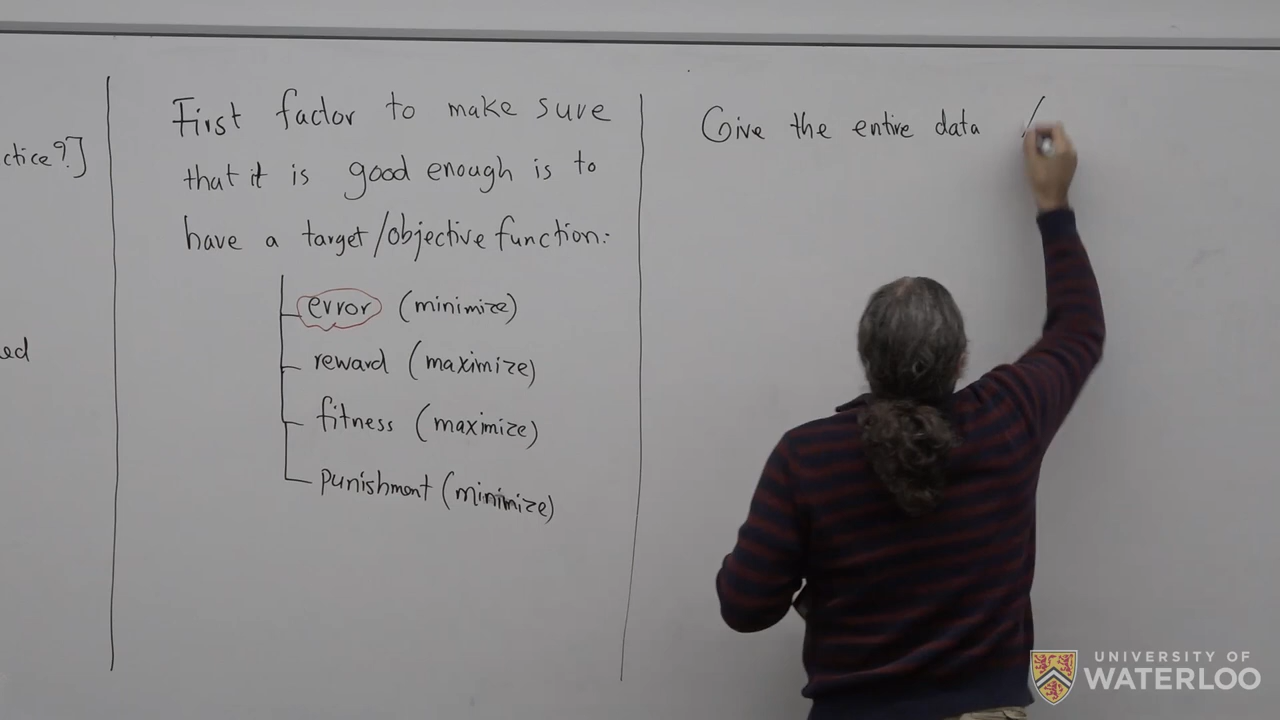 ctice?]
ed
First factor to make sure
that it is good enough is to
have a target/objective function:
error (minimize)
reward (maximize)
fitness (maximize)
punishment (minimize)
Give the entire data /
UNIVERSITY OF
WATERLOO